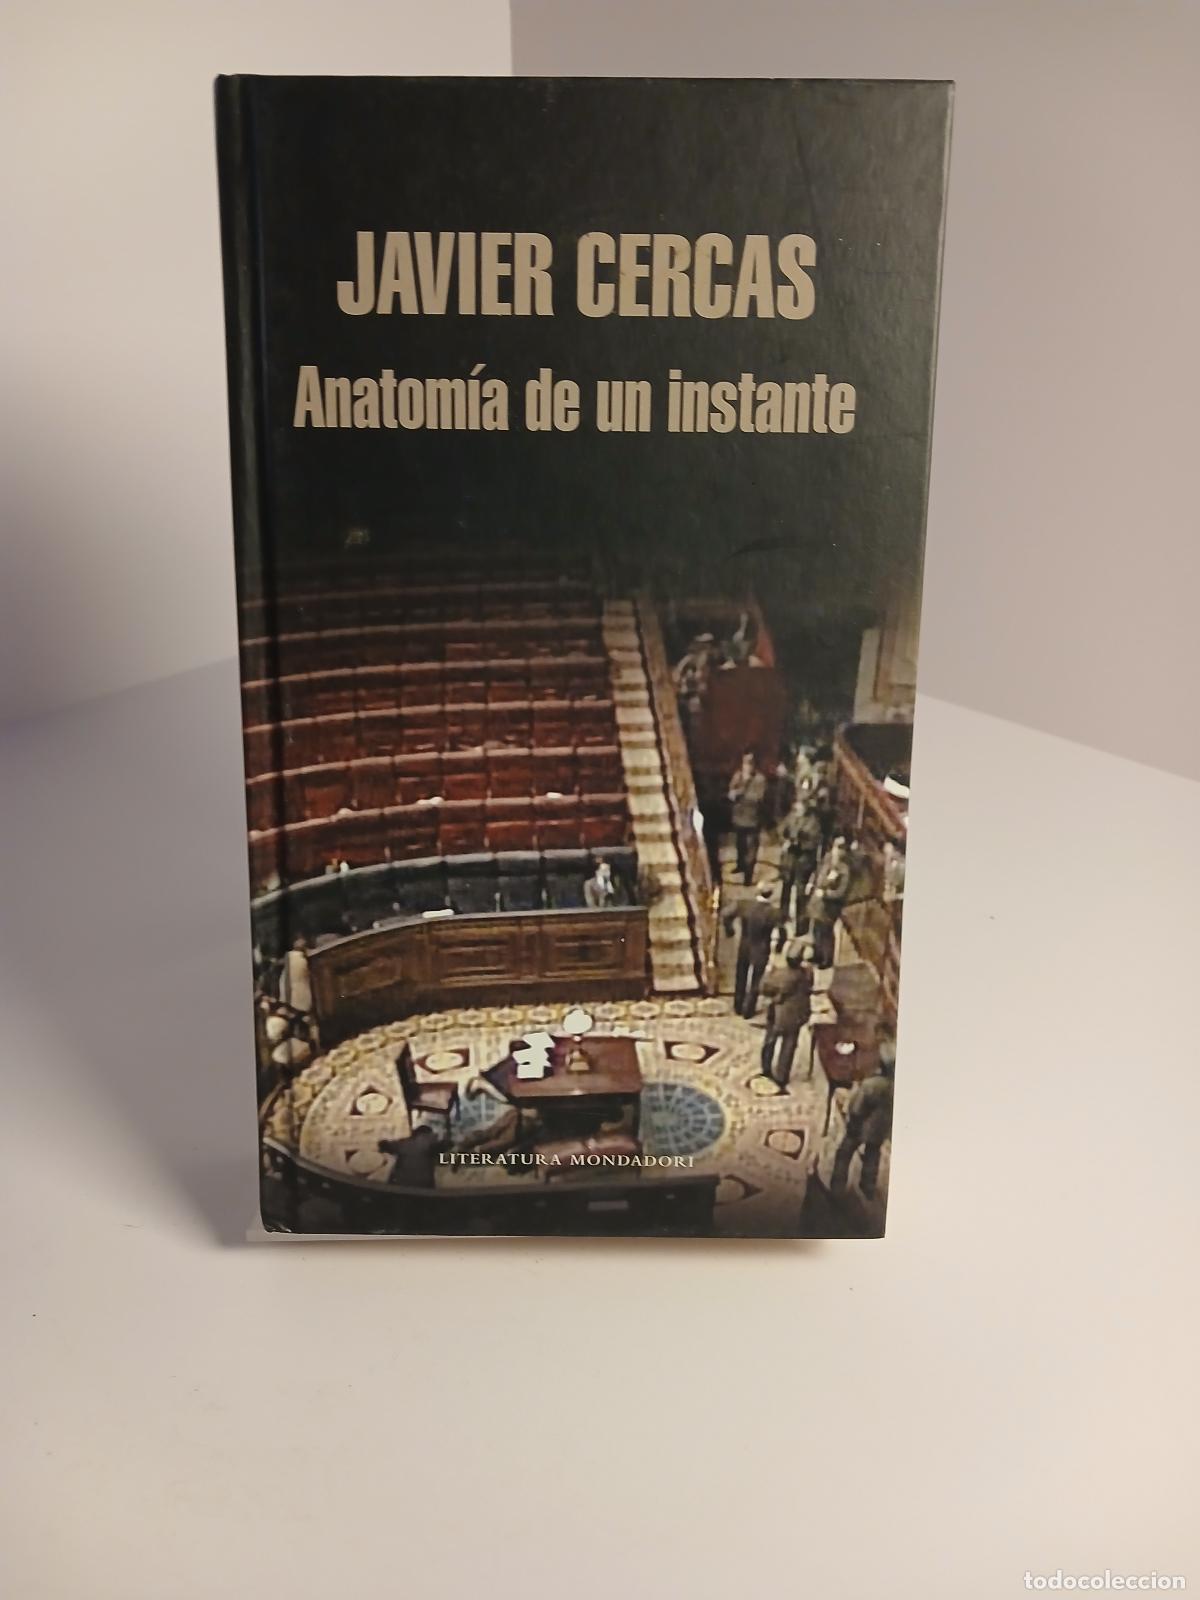 JAVIER CERCAS
Anatomía de un instante
LITERATURA MONDADORI
todocoleccion